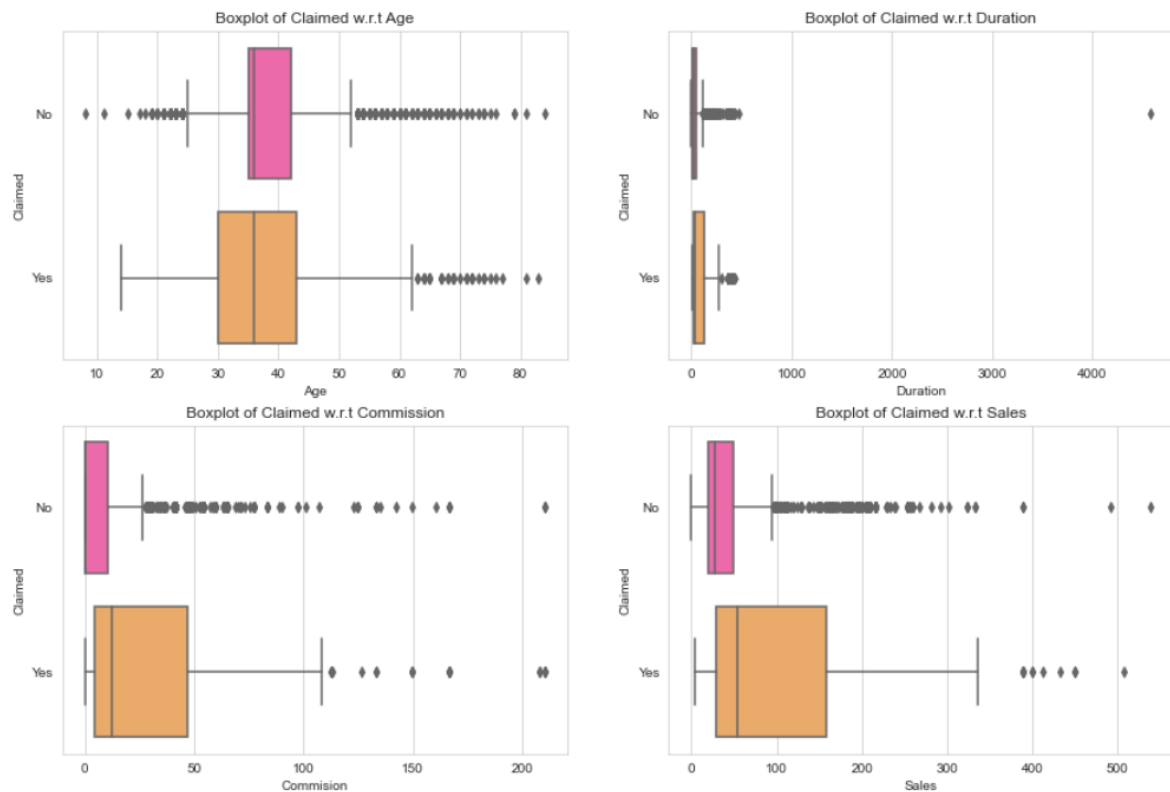 Boxplot of Claimed w.r.t Age
No
Claimed
Yes
10 20 30 40 50 60 70 80
Age
Boxplot of Claimed w.r.t Duration
No
Claimed
Yes
0 1000 2000 3000 4000
Duration
Boxplot of Claimed w.r.t Commission
No
Claimed
Yes
0 50 100 150 200
Commision
Boxplot of Claimed w.r.t Sales
No
Claimed
Yes
0 100 200 300 400 500
Sales